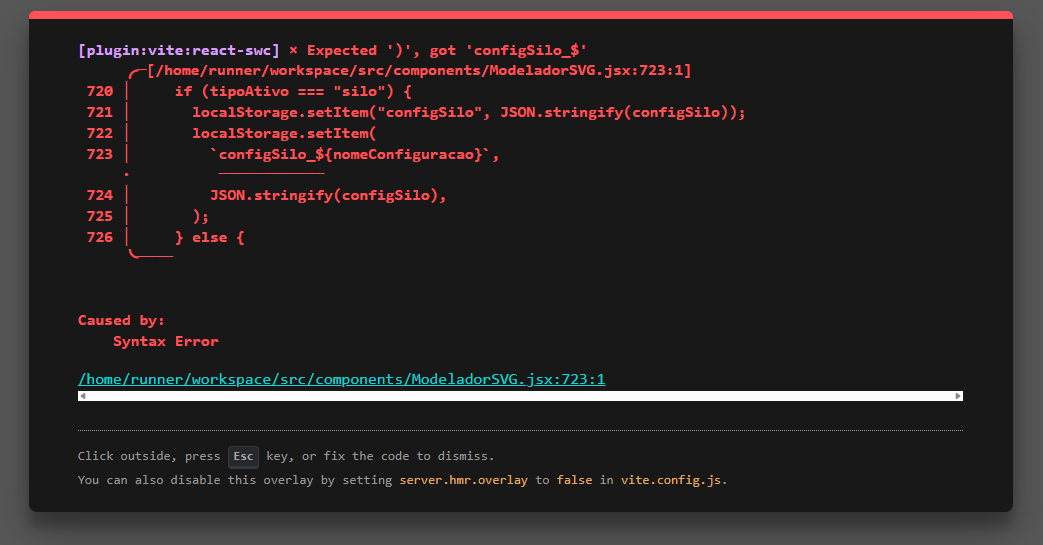 [plugin:vite:react-swc] × Expected ')', got 'configSilo_$'
╭─[/home/runner/workspace/src/components/ModeladorSVG.jsx:723:1]
720 │     if (tipoAtivo === "silo") {
721 │       localStorage.setItem("configSilo", JSON.stringify(configSilo));
722 │       localStorage.setItem(
723 │         `configSilo_${nomeConfiguracao}`,
·           ────────────
724 │         JSON.stringify(configSilo),
725 │       );
726 │     } else {
╰────
Caused by:
Syntax Error
/home/runner/workspace/src/components/ModeladorSVG.jsx:723:1
Click outside, press Esc key, or fix the code to dismiss.
You can also disable this overlay by setting server.hmr.overlay to false in vite.config.js.